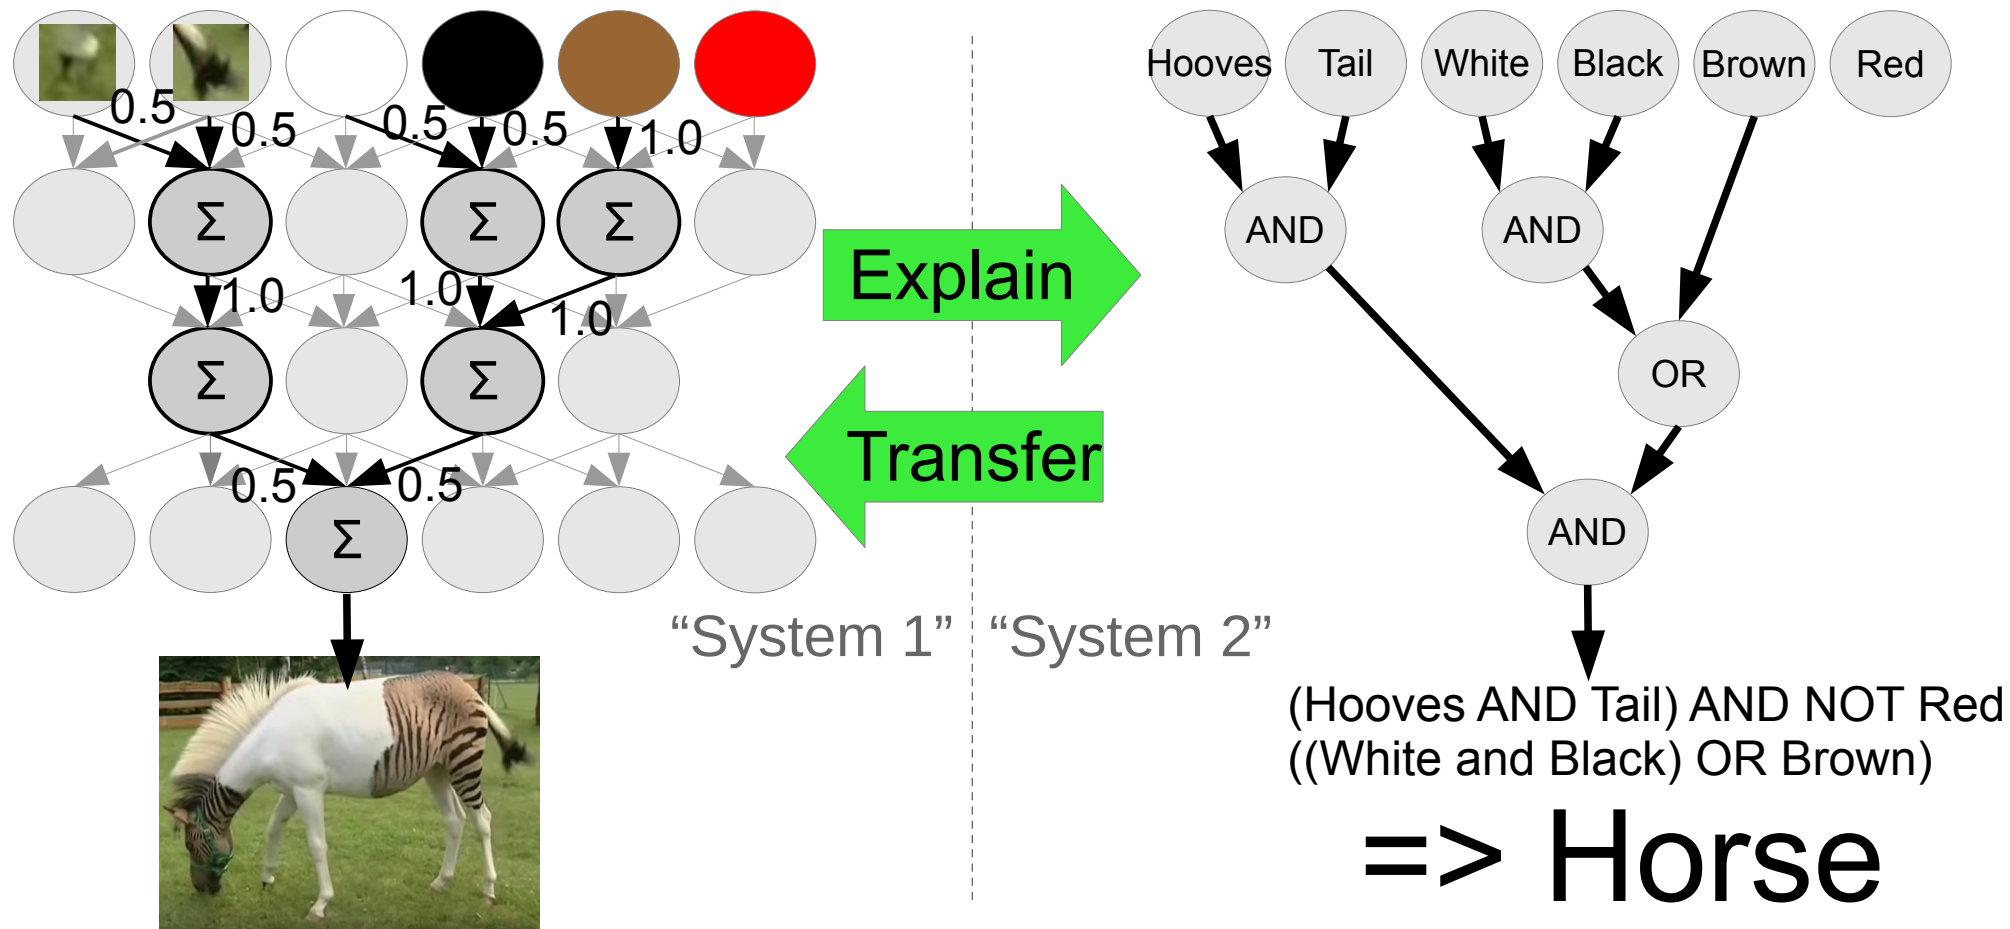 0.5
0.5
0.5
0.5
1.0
Σ
Σ
Σ
1.0
1.0
1.0
Σ
Σ
0.5
0.5
Σ
Explain
Transfer
“System 1”
“System 2”
Hooves
Tail
White
Black
Brown
Red
AND
AND
OR
AND
(Hooves AND Tail) AND NOT Red
((White and Black) OR Brown)
=> Horse